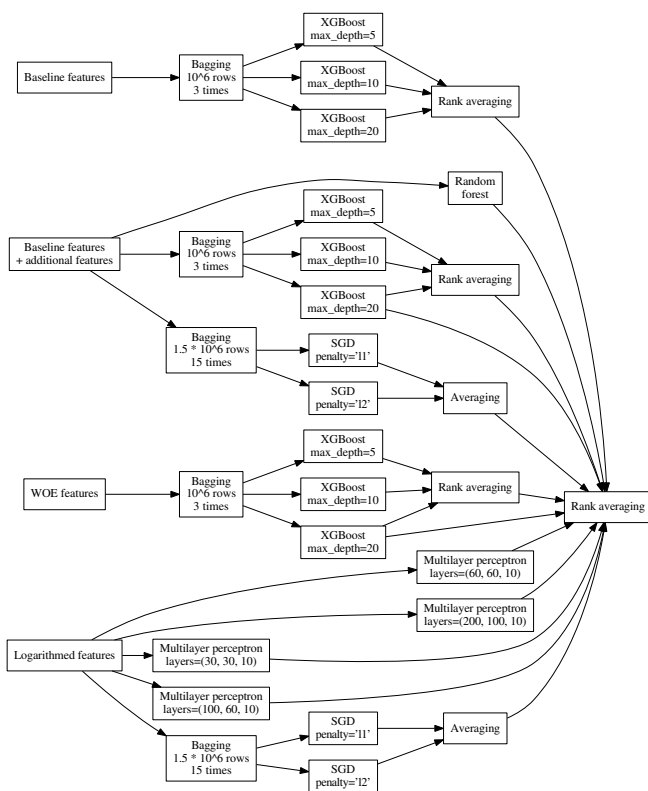 XGBoost
max_depth=5
Baseline features
Bagging
10^6 rows
3 times
XGBoost
max_depth=10
Rank averaging
XGBoost
max_depth=20
Random
forest
XGBoost
max_depth=5
Baseline features
+ additional features
Bagging
10^6 rows
3 times
XGBoost
max_depth=10
Rank averaging
XGBoost
max_depth=20
Bagging
1.5 * 10^6 rows
15 times
SGD
penalty='l1'
SGD
penalty='l2'
Averaging
XGBoost
max_depth=5
WOE features
Bagging
10^6 rows
3 times
XGBoost
max_depth=10
Rank averaging
XGBoost
max_depth=20
Rank averaging
Multilayer perceptron
layers=(60, 60, 10)
Multilayer perceptron
layers=(200, 100, 10)
Logarithmed features
Multilayer perceptron
layers=(30, 30, 10)
Multilayer perceptron
layers=(100, 60, 10)
Bagging
1.5 * 10^6 rows
15 times
SGD
penalty='l1'
SGD
penalty='l2'
Averaging